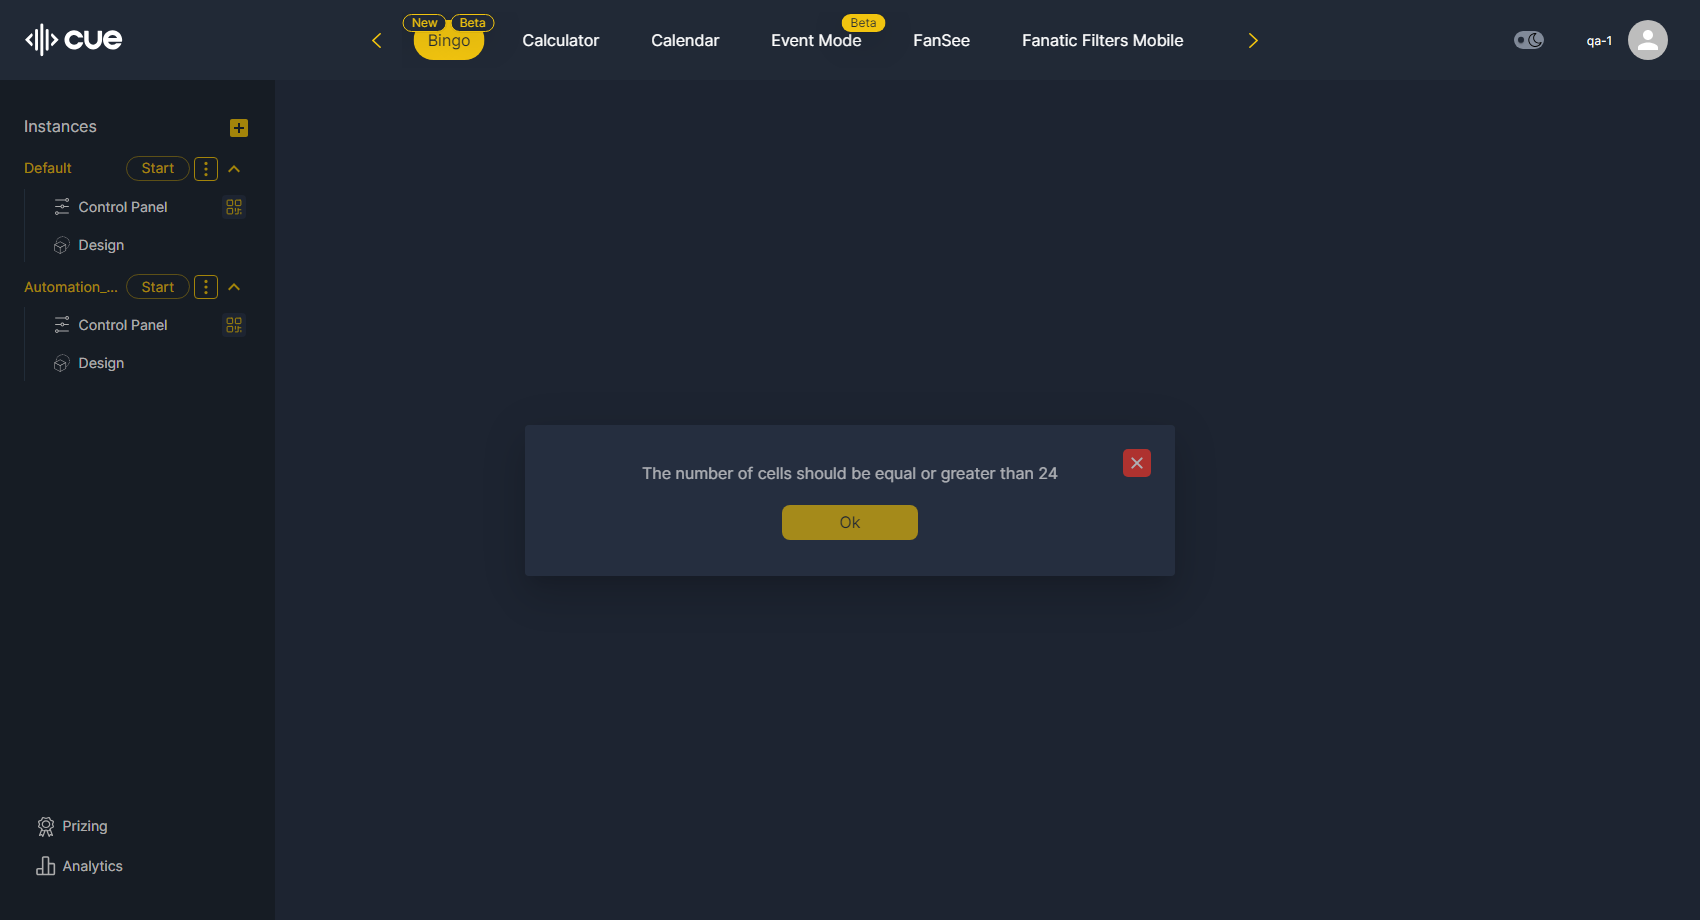 cue
New
Beta
Bingo
Calculator
Calendar
Event Mode
Beta
FanSee
Fanatic Filters Mobile
qa-1
Instances
Default
Start
Control Panel
Design
Automation_...
Start
Control Panel
Design
The number of cells should be equal or greater than 24
Ok
Prizing
Analytics